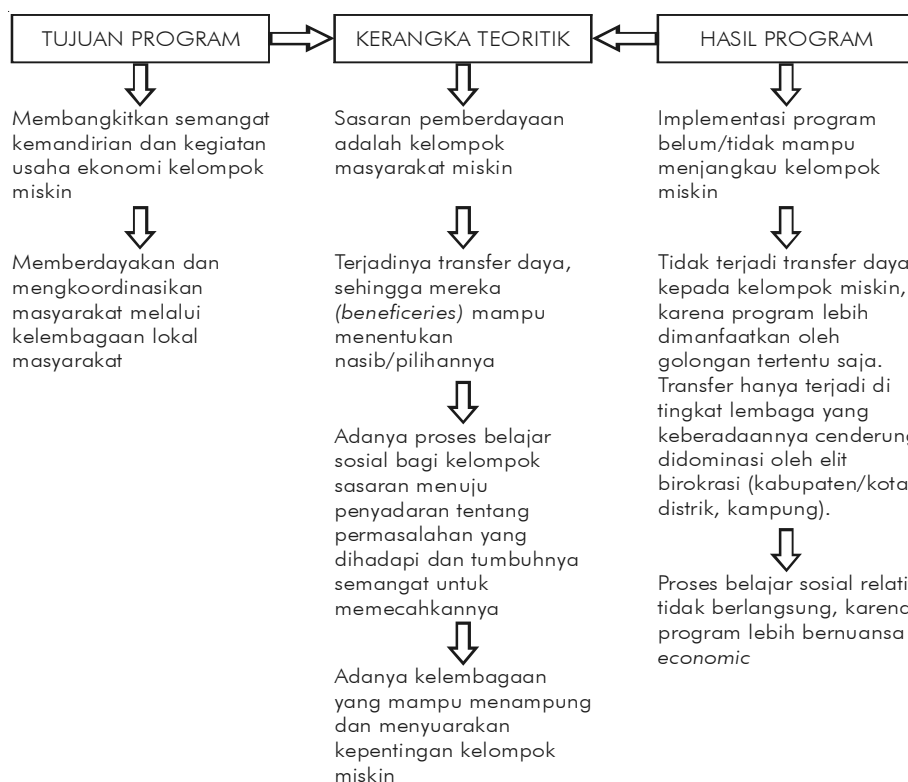 TUJUAN PROGRAM
Membangkitkan semangat
kemandirian dan kegiatan
usaha ekonomi kelompok
miskin
Memberdayakan dan
mengkoordinasikan
masyarakat melalui
kelembagaan lokal
masyarakat
KERANGKA TEORITIK
Sasaran pemberdayaan
adalah kelompok
masyarakat miskin
Terjadinya transfer daya,
sehingga mereka
(beneficeries) mampu
menentukan
nasib/pilihannya
Adanya proses belajar
sosial bagi kelompok
sasaran menuju
penyadaran tentang
permasalahan yang
dihadapi dan tumbuhnya
semangat untuk
memecahkannya
Adanya kelembagaan
yang mampu menampung
dan menyuarakan
kepentingan kelompok
miskin
HASIL PROGRAM
Implementasi program
belum/tidak mampu
menjangkau kelompok
miskin
Tidak terjadi transfer daya
kepada kelompok miskin,
karena program lebih
dimanfaatkan oleh
golongan tertentu saja.
Transfer hanya terjadi di
tingkat lembaga yang
keberadaannya cenderung
didominasi oleh elit
birokrasi (kabupaten/kota
distrik, kampung).
Proses belajar sosial relati
tidak berlangsung, karena
program lebih bernuansa
economic